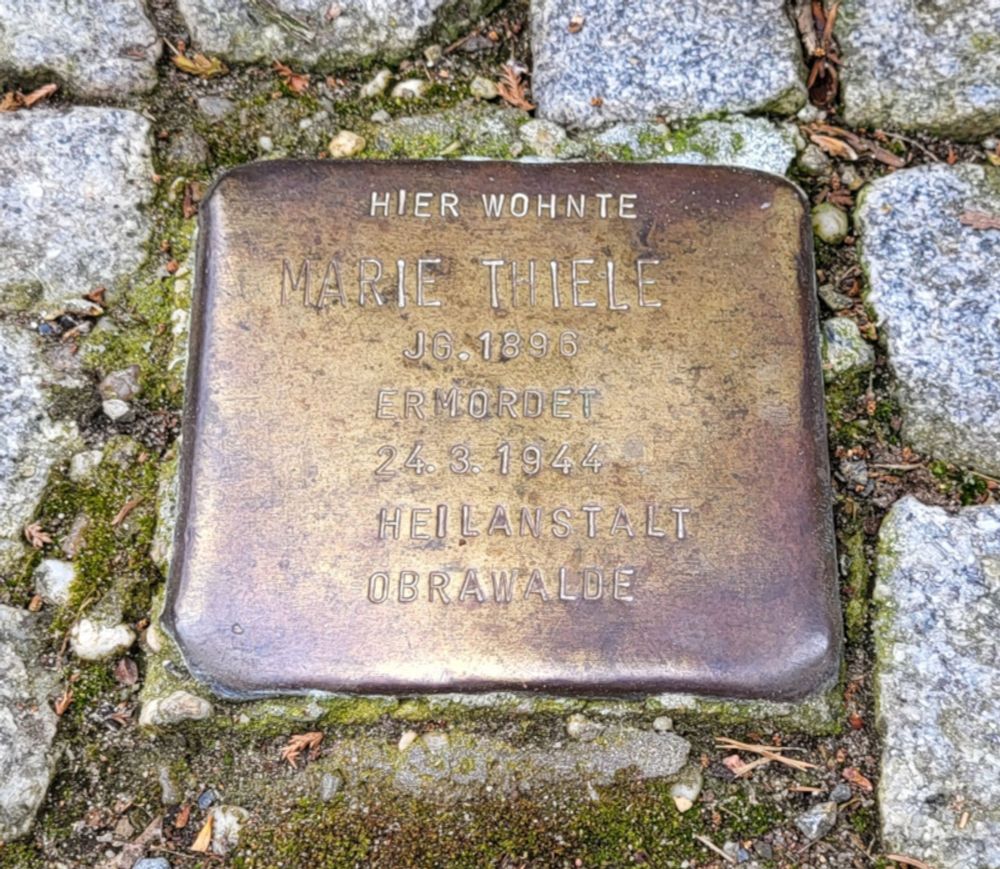 HIER WOHNTE
MARIE THIELE
JG. 1896
ERMORDET
24. 3. 1944
HEILANSTALT
OBRAWALDE